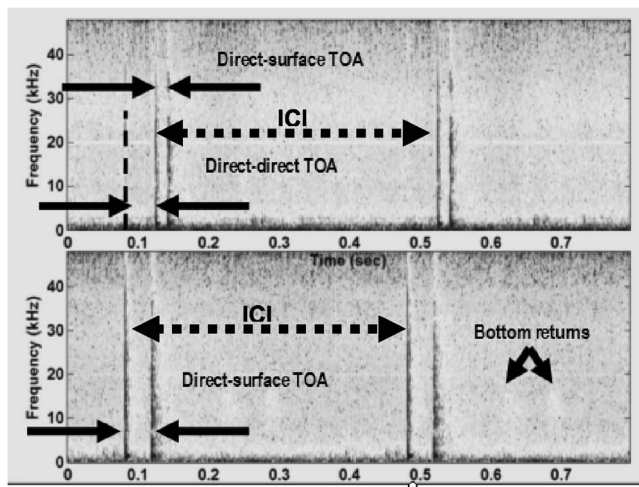 Frequency (kHz)
40
30
20
10
0
Direct-surface TOA
ICI
Direct-direct TOA
0 0.1 0.2 0.3 0.4 0.5 0.6 0.7
Time (sec)
Frequency (kHz)
40
30
20
10
0
ICI
Bottom returns
Direct-surface TOA
0 0.1 0.2 0.3 0.4 0.5 0.6 0.7